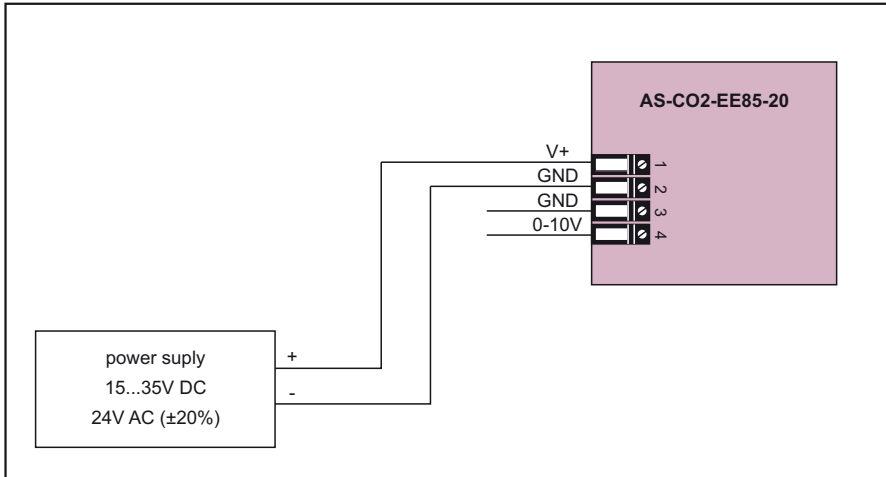 AS-CO2-EE85-20
V+
1
GND
2
GND
3
0-10V
4
power suply
+
15...35V DC
-
24V AC (±20%)